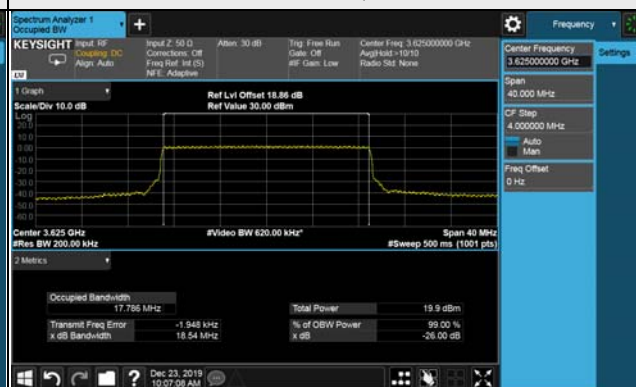 Spectrum Analyzer 1
Occupied BW
Frequency
KEYSIGHT
Input: RF
Coupling: DC
Align: Auto
Input Z: 50 Ω
Corrections: Off
Freq Ref: Int (S)
NFE: Adaptive
Atten: 30 dB
Trig: Free Run
Gate: Off
#IF Gain: Low
Center Freq: 3.625000000 GHz
Avg|Hold:>10/10
Radio Std: None
Center Frequency
3.625000000 GHz
Settings
Span
40.000 MHz
CF Step
4.000000 MHz
Auto
Man
Freq Offset
0 Hz
1 Graph
Scale/Div 10.0 dB
Ref Lvl Offset 18.86 dB
Ref Value 30.00 dBm
Log
20.0
10.0
0.00
-10.0
-20.0
-30.0
-40.0
-50.0
-60.0
Center 3.625 GHz
#Res BW 200.00 kHz
#Video BW 620.00 kHz*
Span 40 MHz
#Sweep 500 ms (1001 pts)
2 Metrics
Occupied Bandwidth
17.786 MHz
Total Power 19.9 dBm
Transmit Freq Error -1.948 kHz
% of OBW Power 99.00 %
x dB Bandwidth 18.54 MHz
x dB -26.00 dB
Dec 23, 2019
10:07:08 AM